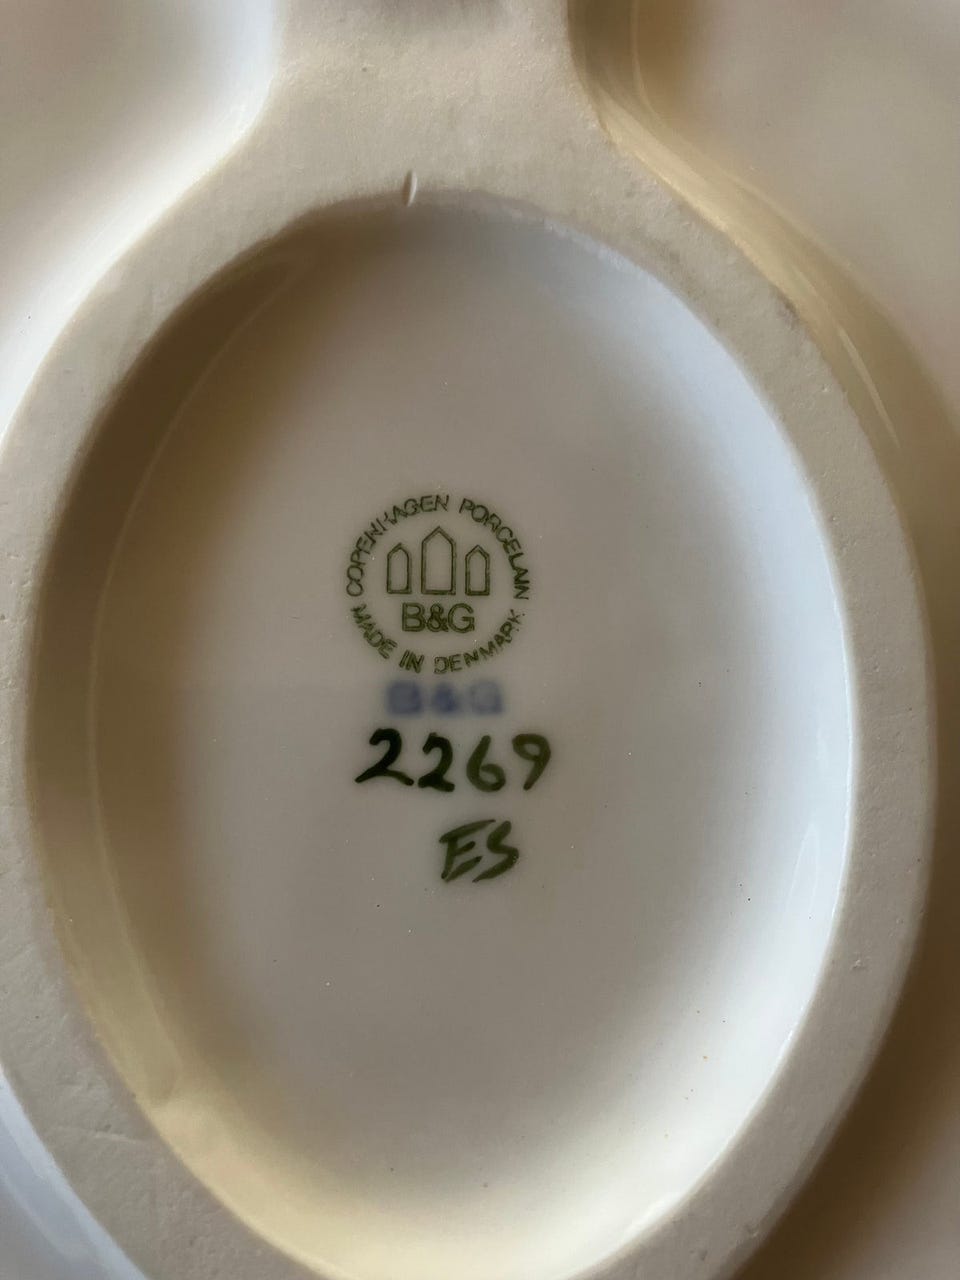 COPENHAGEN PORCELAIN
B&G
MADE IN DENMARK
B&G
2269
ES